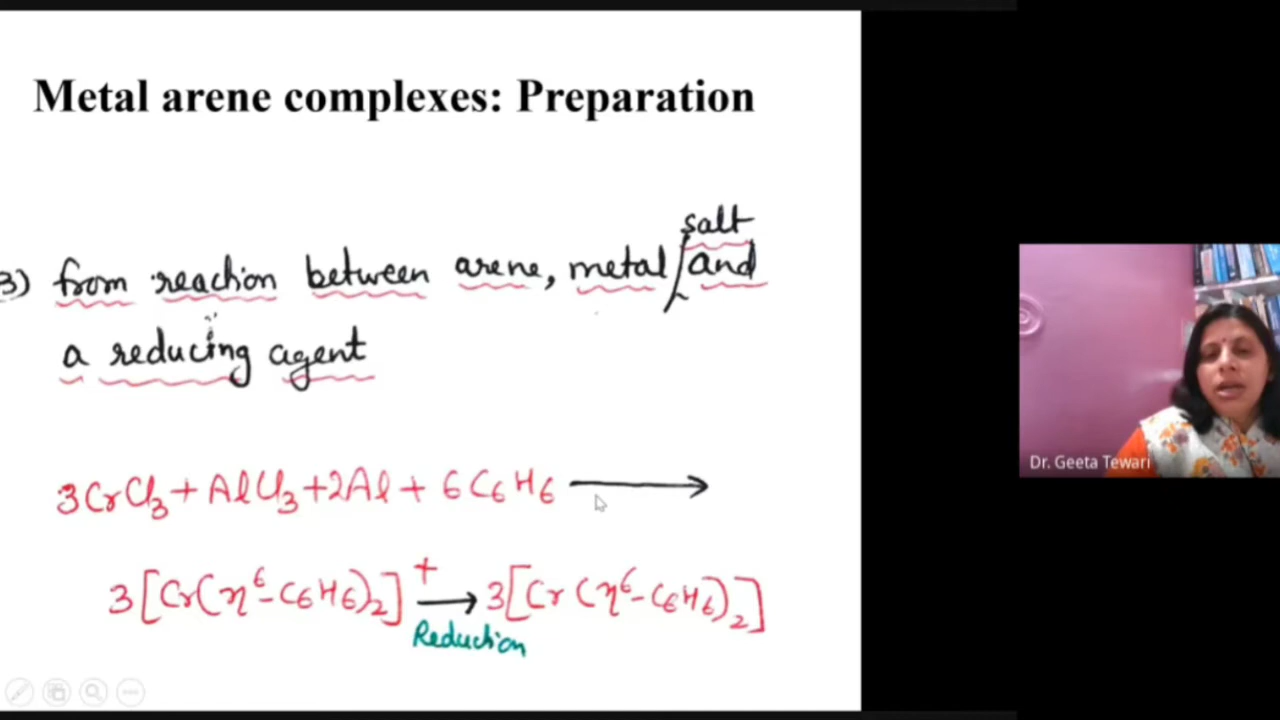 Metal arene complexes: Preparation
salt
3) from reaction between arene, metal/and
a reducing agent
3CrCl₃ + AlCl₃ + 2Al + 6C₆H₆ ⟶
3[Cr(η⁶-C₆H₆)₂]⁺ → 3[Cr(η⁶-C₆H₆)₂]
Reduction
Dr. Geeta Tewari